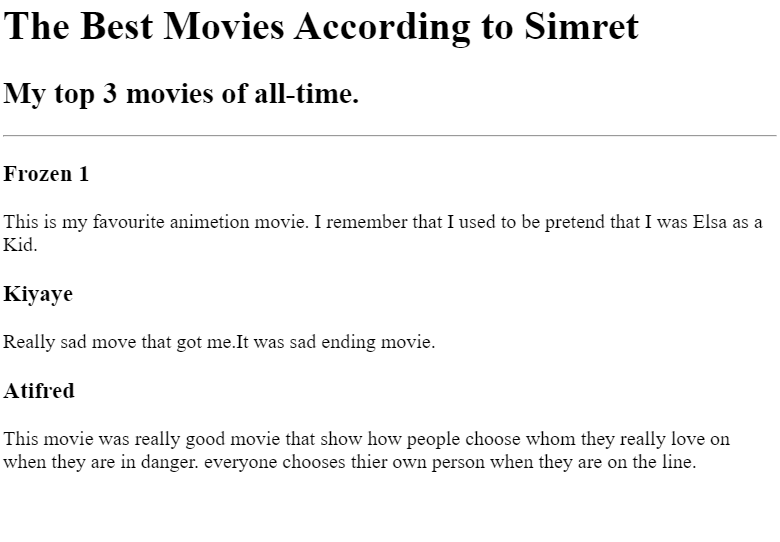 The Best Movies According to Simret
My top 3 movies of all-time.
Frozen 1
This is my favourite animetion movie. I remember that I used to be pretend that I was Elsa as a
Kid.
Kiyaye
Really sad move that got me.It was sad ending movie.
Atifred
This movie was really good movie that show how people choose whom they really love on
when they are in danger. everyone chooses thier own person when they are on the line.